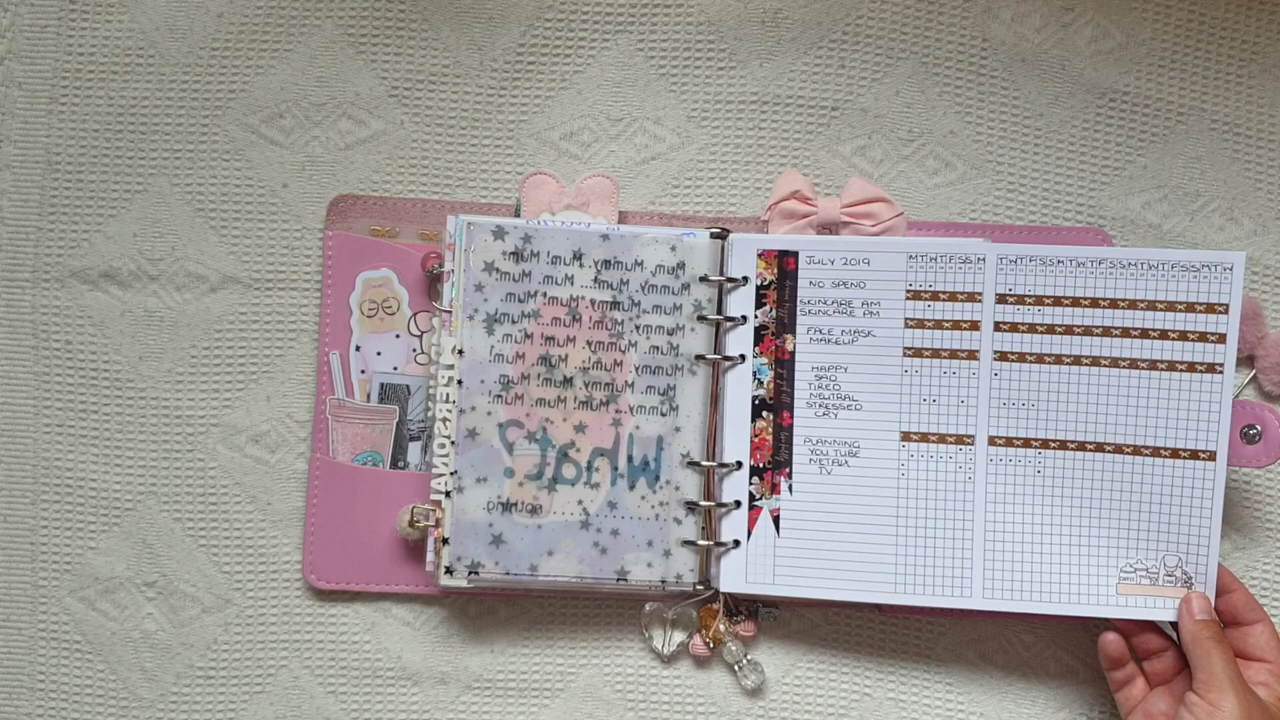 Mum. Mummy. Mum! Mum!
Mummy. Mum!... Mum. Mum!
Mum. Mum. Mummy! Mum! Mum.
Mummy. Mum! Mum... Mum. Mum!
Mum. Mummy. Mum!... Mum. Mum!
Mummy. Mum! Mum... Mum! Mum.
Mum. Mummy. Mum! Mum! Mum.
Mummy... Mum! Mum. Mum! Mum!
What?
nothing.
PERSONAL
JULY 2019 M T W T F S S M T W T F S S M T W T F S S M T W T F S S M T W
NO SPEND
SKINCARE AM
SKINCARE PM
FACE MASK
MAKEUP
HAPPY
SAD
TIRED
NEUTRAL
STRESSED
CRY
PLANNING
YOU TUBE
NETFLIX
TV